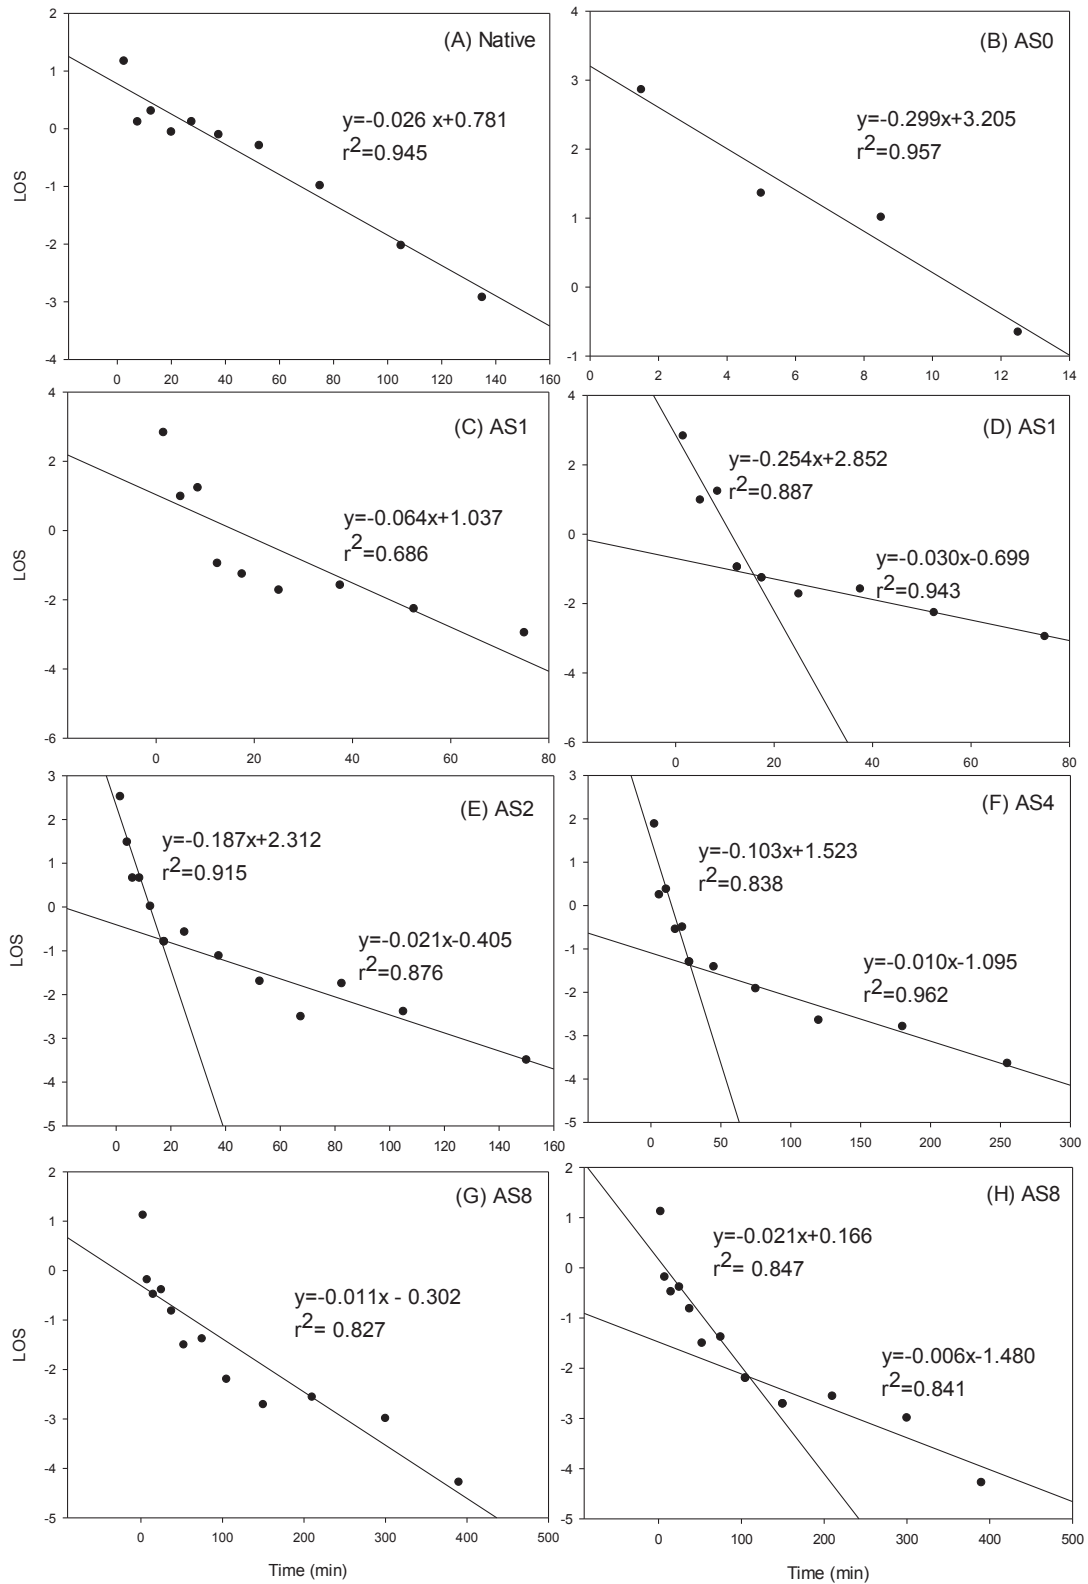 (A) Native
y=-0.026 x+0.781
r2=0.945
LOS
2
1
0
-1
-2
-3
-4
0 20 40 60 80 100 120 140 160
(B) AS0
y=-0.299x+3.205
r2=0.957
4
3
2
1
0
-1
0 2 4 6 8 10 12 14
(C) AS1
y=-0.064x+1.037
r2=0.686
LOS
4
2
0
-2
-4
-6
0 20 40 60 80
(D) AS1
y=-0.254x+2.852
r2=0.887
y=-0.030x-0.699
r2=0.943
4
2
0
-2
-4
-6
0 20 40 60 80
(E) AS2
y=-0.187x+2.312
r2=0.915
y=-0.021x-0.405
r2=0.876
LOS
3
2
1
0
-1
-2
-3
-4
-5
0 20 40 60 80 100 120 140 160
(F) AS4
y=-0.103x+1.523
r2=0.838
y=-0.010x-1.095
r2=0.962
3
2
1
0
-1
-2
-3
-4
-5
0 50 100 150 200 250 300
(G) AS8
y=-0.011x - 0.302
r2= 0.827
LOS
2
1
0
-1
-2
-3
-4
-5
0 100 200 300 400 500
Time (min)
(H) AS8
y=-0.021x+0.166
r2= 0.847
y=-0.006x-1.480
r2=0.841
2
1
0
-1
-2
-3
-4
-5
0 100 200 300 400 500
Time (min)